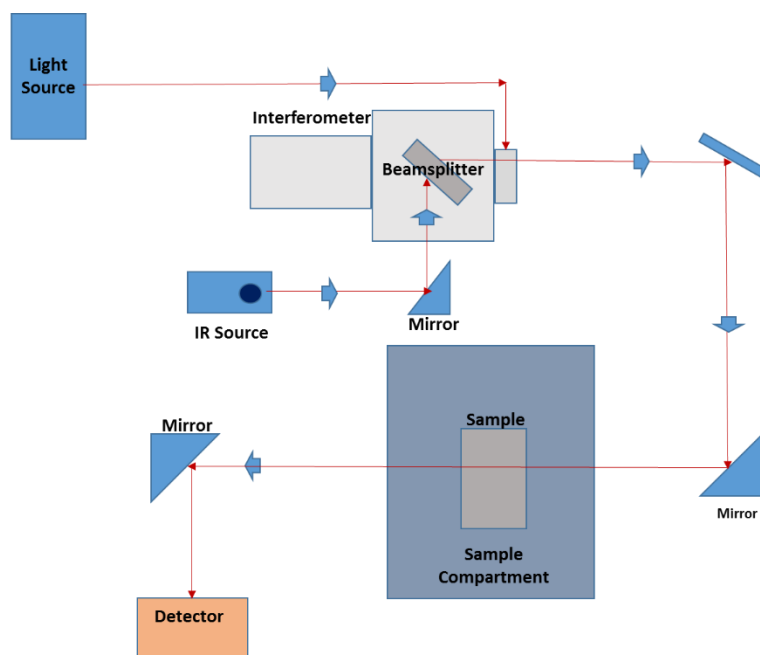 Light
Source
Interferometer
Beamsplitter
IR Source
Mirror
Mirror
Sample
Mirror
Sample
Compartment
Detector